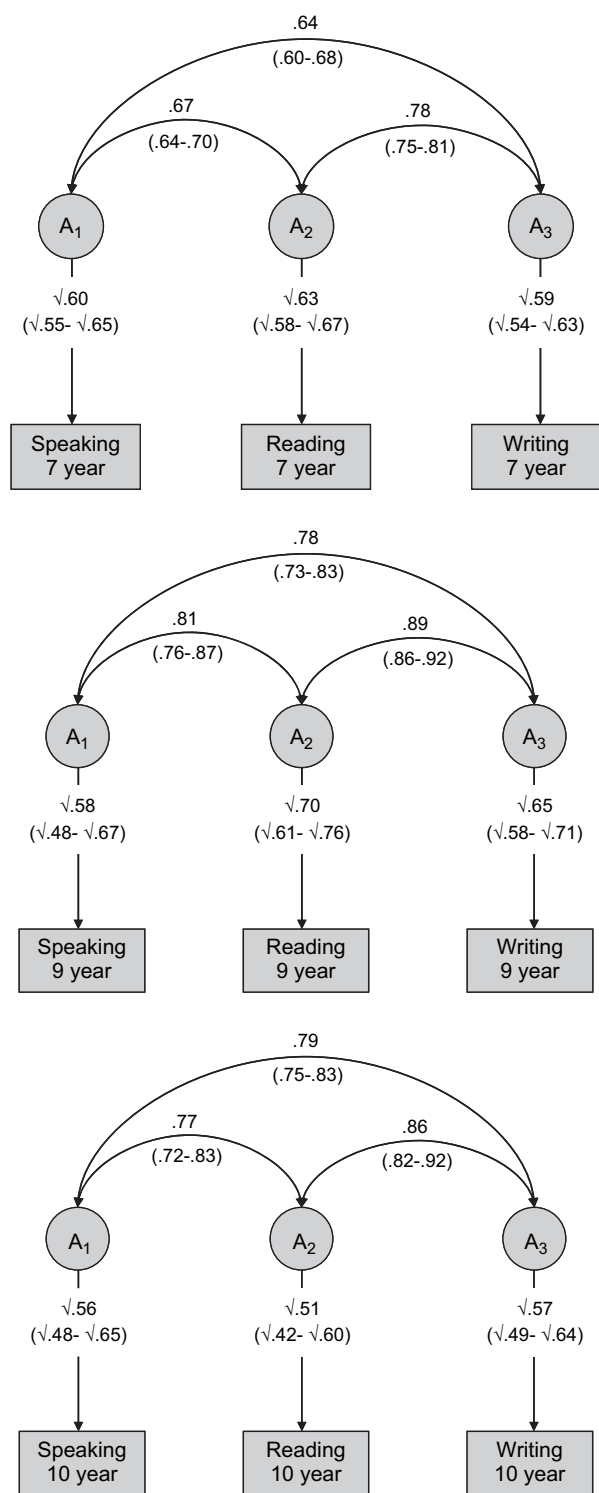 .64
(.60-.68)
.67
(.64-.70)
.78
(.75-.81)
A1
A2
A3
√.60
(√.55- √.65)
√.63
(√.58- √.67)
√.59
(√.54- √.63)
Speaking
7 year
Reading
7 year
Writing
7 year
.78
(.73-.83)
.81
(.76-.87)
.89
(.86-.92)
A1
A2
A3
√.58
(√.48- √.67)
√.70
(√.61- √.76)
√.65
(√.58- √.71)
Speaking
9 year
Reading
9 year
Writing
9 year
.79
(.75-.83)
.77
(.72-.83)
.86
(.82-.92)
A1
A2
A3
√.56
(√.48- √.65)
√.51
(√.42- √.60)
√.57
(√.49- √.64)
Speaking
10 year
Reading
10 year
Writing
10 year